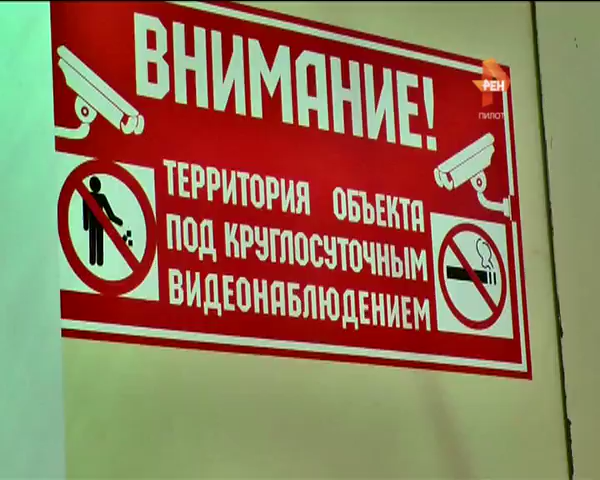 ВНИМАНИЕ!
РЕН
ПИЛОТ
ТЕРРИТОРИЯ ОБЪЕКТА
ПОД КРУГЛОСУТОЧНЫМ
ВИДЕОНАБЛЮДЕНИЕМ